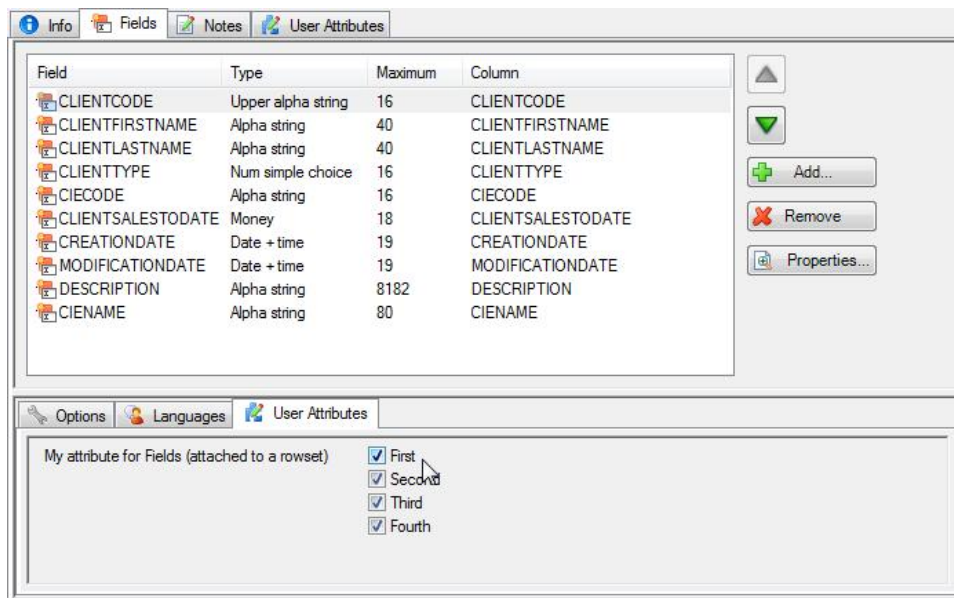 Info Fields Notes User Attributes
Field Type Maximum Column
CLIENTCODE Upper alpha string 16 CLIENTCODE
CLIENTFIRSTNAME Alpha string 40 CLIENTFIRSTNAME
CLIENTLASTNAME Alpha string 40 CLIENTLASTNAME
CLIENTTYPE Num simple choice 16 CLIENTTYPE
CIECODE Alpha string 16 CIECODE
CLIENTSALESTODATE Money 18 CLIENTSALESTODATE
CREATIONDATE Date + time 19 CREATIONDATE
MODIFICATIONDATE Date + time 19 MODIFICATIONDATE
DESCRIPTION Alpha string 8182 DESCRIPTION
CIENAME Alpha string 80 CIENAME
Add...
Remove
Properties...
Options Languages User Attributes
My attribute for Fields (attached to a rowset) First
Second
Third
Fourth